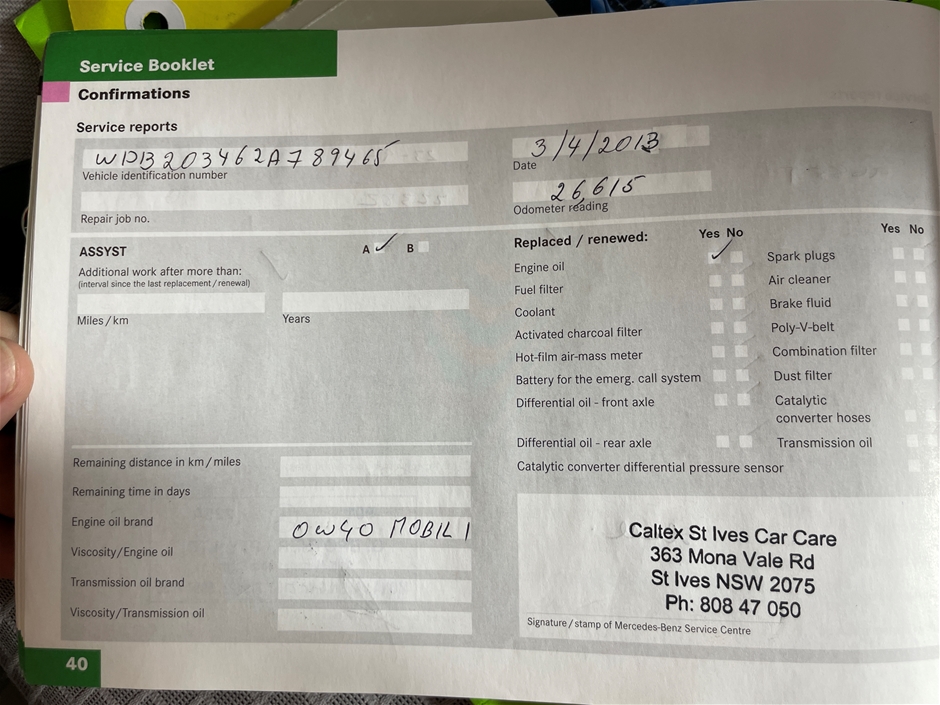 Service Booklet
Confirmations
Service reports
WDB203462A789465
Vehicle identification number
Repair job no.
3/4/2013
Date
26,615
Odometer reading
ASSYST
A ✓ B
Additional work after more than:
(interval since the last replacement / renewal)
Miles / km
Years
Remaining distance in km / miles
Remaining time in days
Engine oil brand
0W40 MOBIL 1
Viscosity/Engine oil
Transmission oil brand
Viscosity/Transmission oil
Replaced / renewed:
Yes No
Engine oil ✓
Fuel filter
Coolant
Activated charcoal filter
Hot-film air-mass meter
Battery for the emerg. call system
Differential oil - front axle
Differential oil - rear axle
Catalytic converter differential pressure sensor
Yes No
Spark plugs
Air cleaner
Brake fluid
Poly-V-belt
Combination filter
Dust filter
Catalytic
converter hoses
Transmission oil
Caltex St Ives Car Care
363 Mona Vale Rd
St Ives NSW 2075
Ph: 808 47 050
Signature / stamp of Mercedes-Benz Service Centre
40